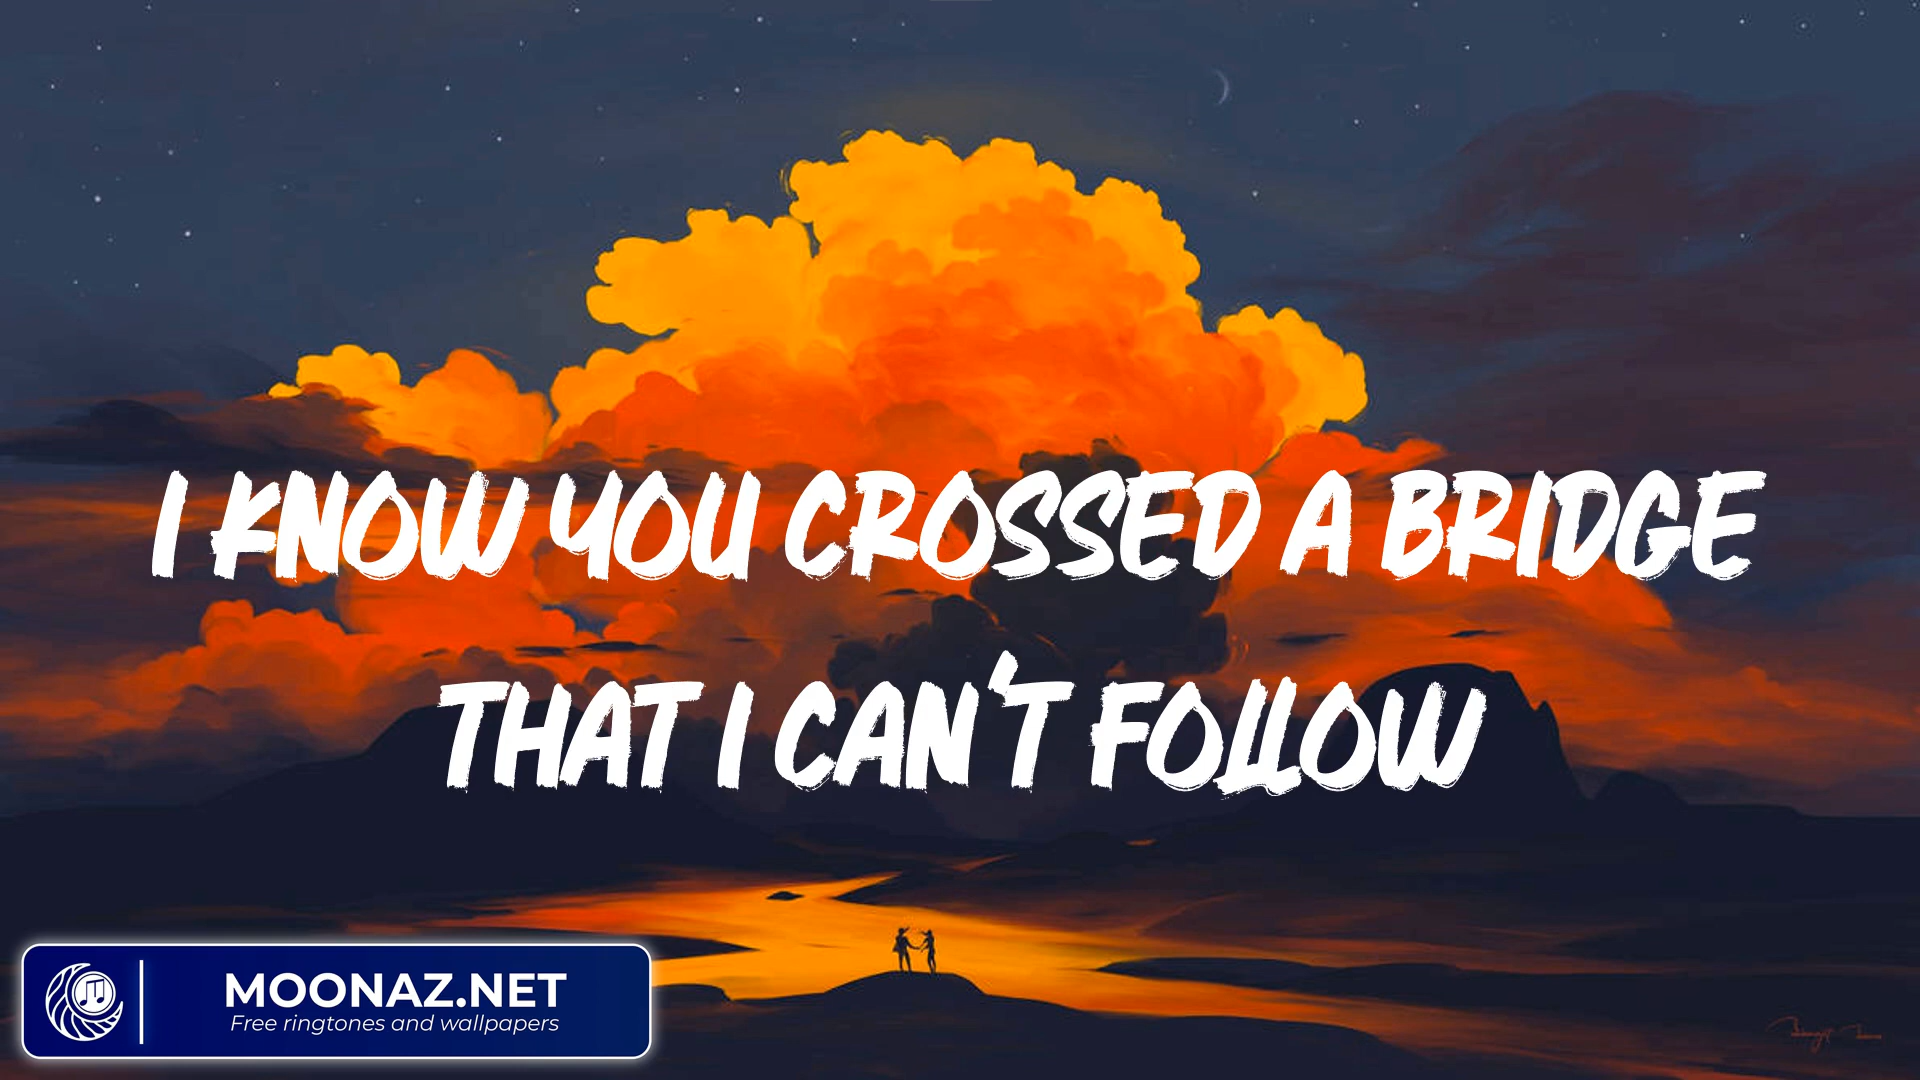 I KNOW YOU CROSSED A BRIDGE
THAT I CAN'T FOLLOW
MOONAZ.NET
Free ringtones and wallpapers